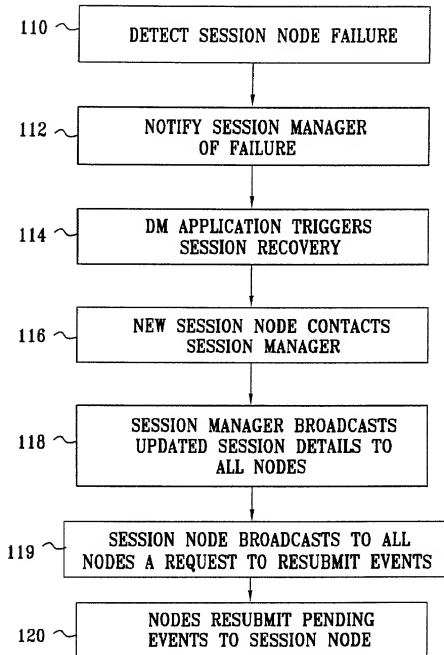 110
DETECT SESSION NODE FAILURE
112
NOTIFY SESSION MANAGER
OF FAILURE
114
DM APPLICATION TRIGGERS
SESSION RECOVERY
116
NEW SESSION NODE CONTACTS
SESSION MANAGER
118
SESSION MANAGER BROADCASTS
UPDATED SESSION DETAILS TO
ALL NODES
119
SESSION NODE BROADCASTS TO ALL
NODES A REQUEST TO RESUBMIT EVENTS
120
NODES RESUBMIT PENDING
EVENTS TO SESSION NODE